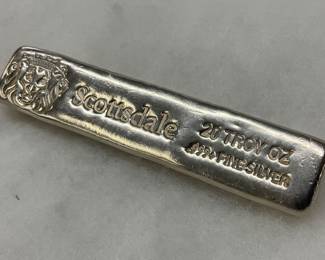 Scottsdale
20 TROY OZ
.999+ FINE SILVER